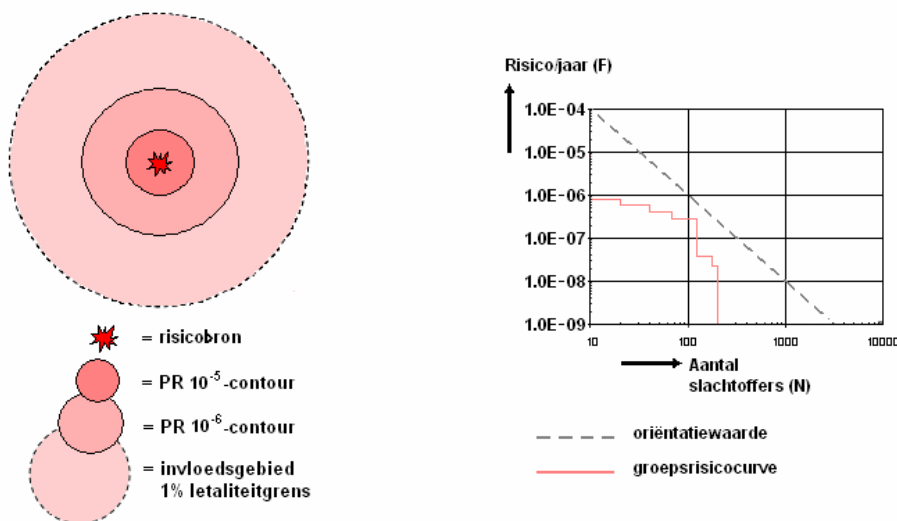 = risicobron
= PR 10⁻⁵-contour
= PR 10⁻⁶-contour
= invloedsgebied
1% letaliteitgrens
Risico/jaar (F)
1.0E-04
1.0E-05
1.0E-06
1.0E-07
1.0E-08
1.0E-09
10 100 1000 10000
Aantal
slachtoffers (N)
oriëntatiewaarde
groepsrisicocurve